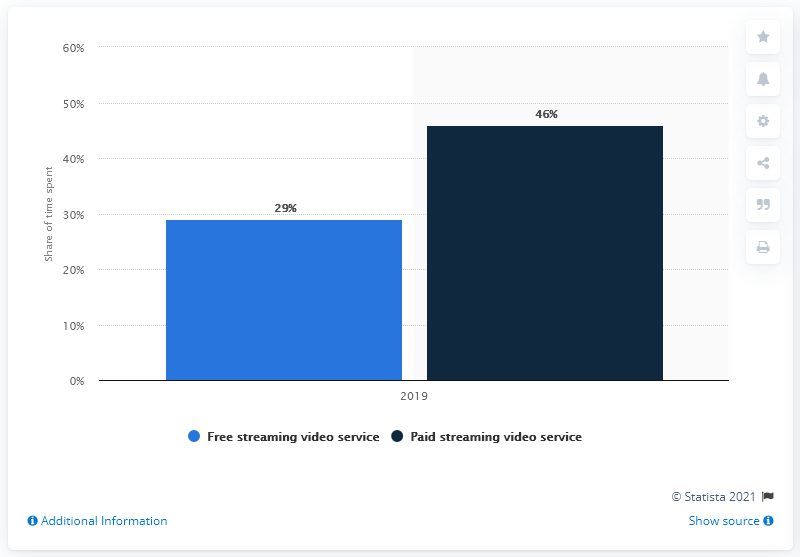 60%
50%
40%
30%
20%
10%
0%
Share of time spent
29%
46%
2019
Free streaming video service
Paid streaming video service
© Statista 2021
Additional Information
Show source